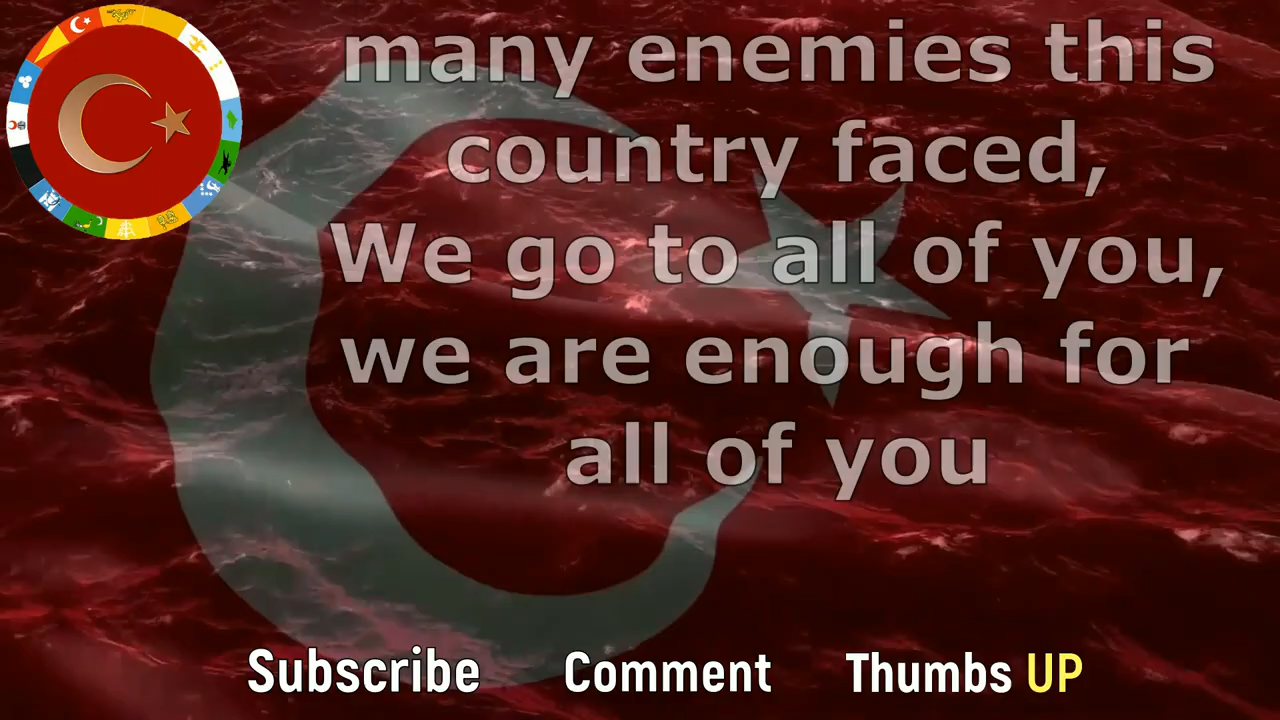 many enemies this
country faced,
We go to all of you,
we are enough for
all of you
Subscribe Comment Thumbs UP